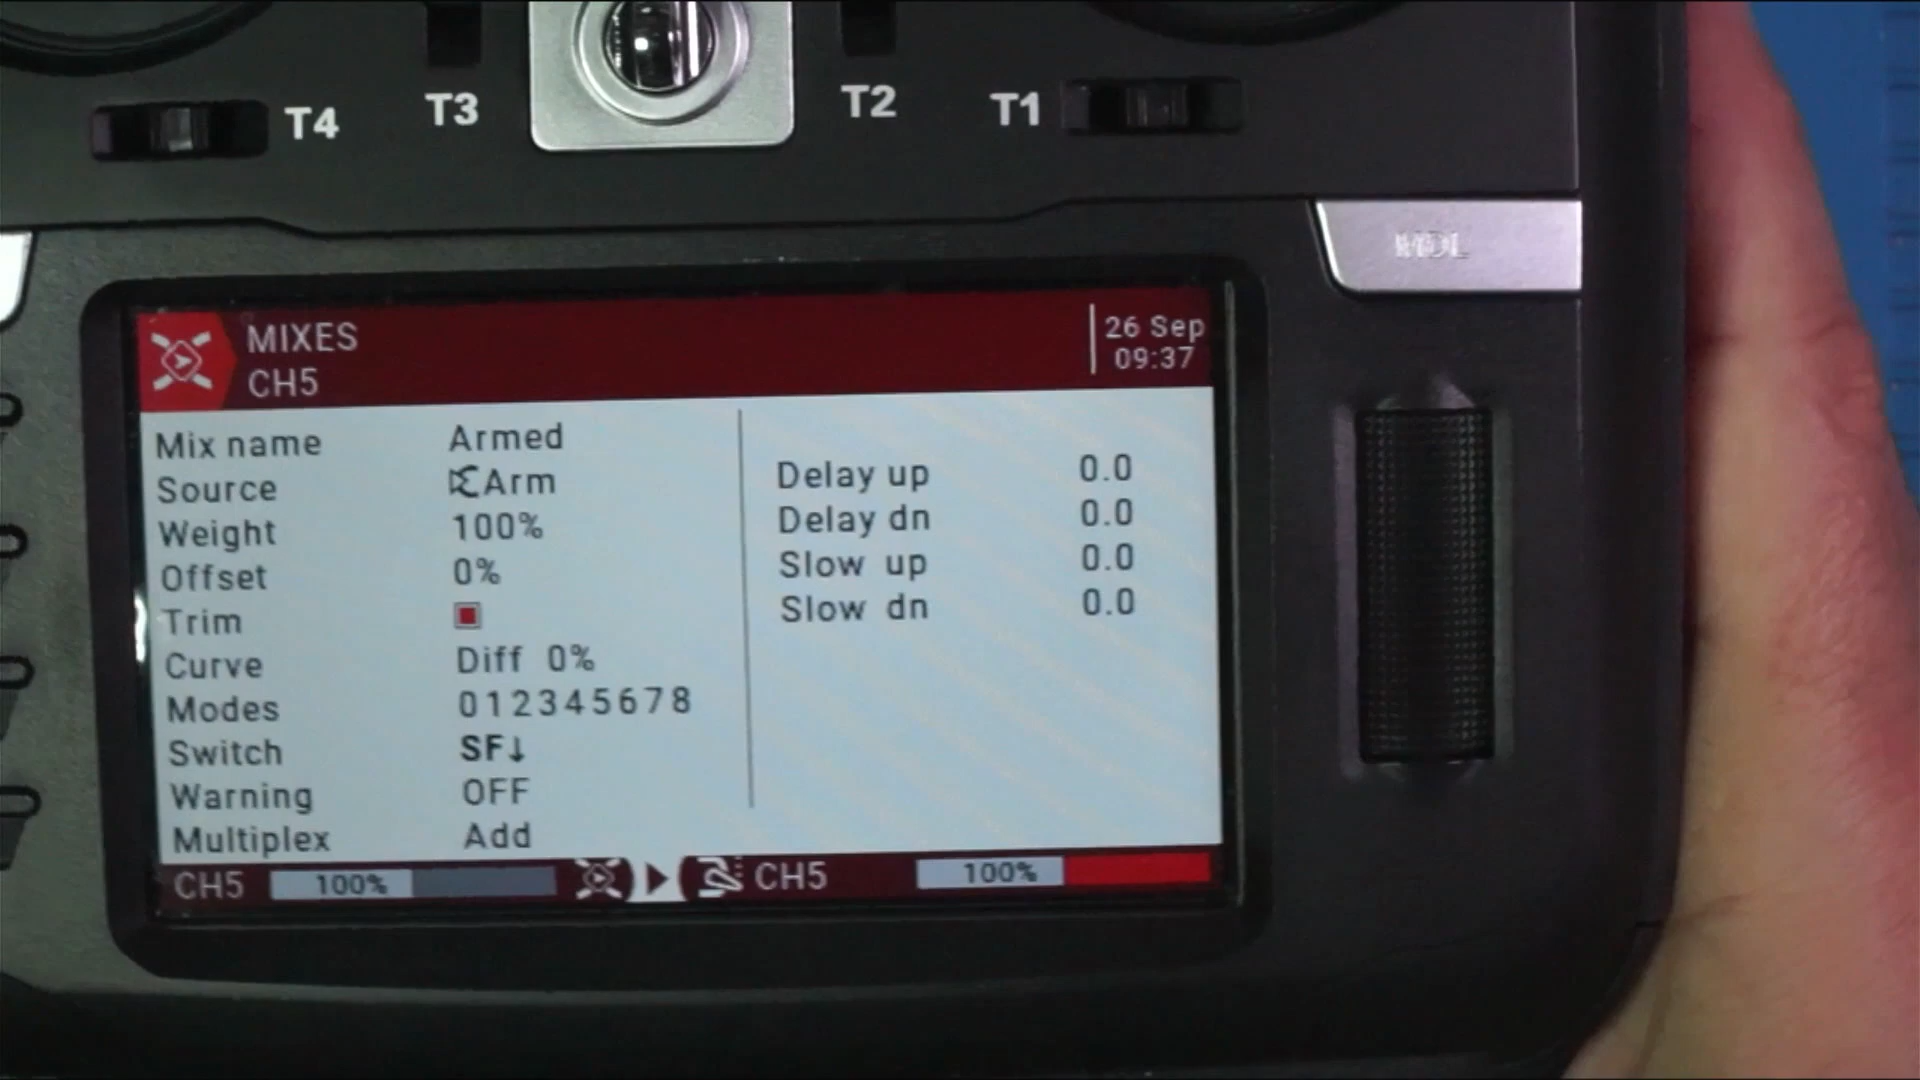 T4 T3 T2 T1
MDL
MIXES
CH5
26 Sep
09:37
Mix name Armed
Source Arm
Weight 100%
Offset 0%
Trim
Curve Diff 0%
Modes 012345678
Switch SF↓
Warning OFF
Multiplex Add
Delay up 0.0
Delay dn 0.0
Slow up 0.0
Slow dn 0.0
CH5 100% CH5 100%